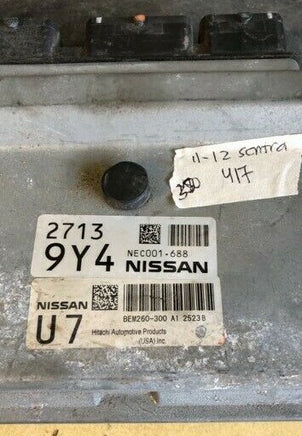 11-12 sentra
350 417
2713
9Y4 NEC001-688
NISSAN
NISSAN
U7 BEM260-300 A1 2523B
Hitachi Automotive Products
(USA) Inc.